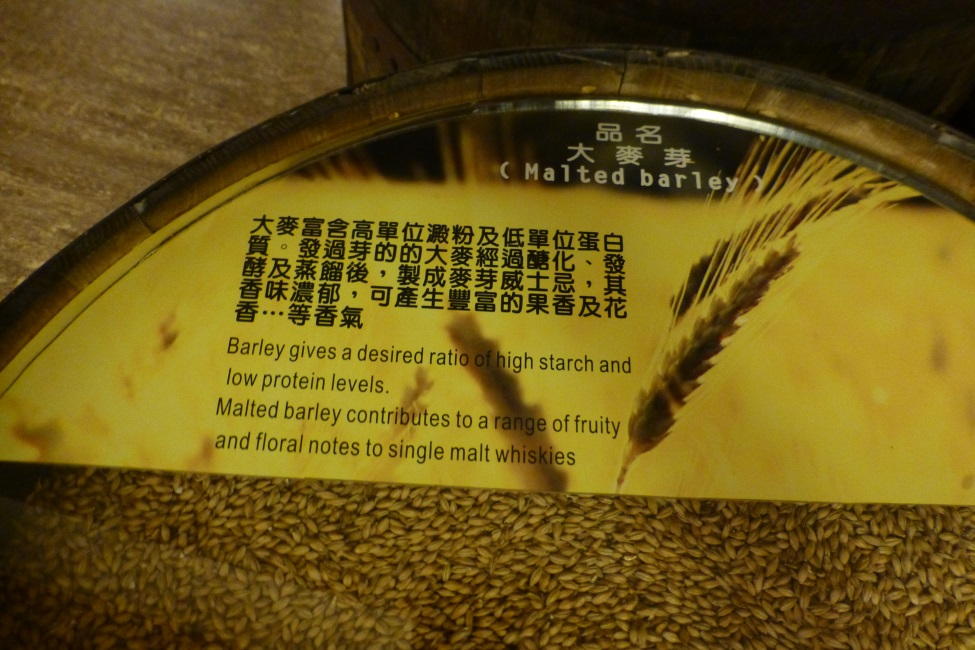 品名
大麥芽
( Malted barley )
大麥富含高單位澱粉及低單位蛋白
質。發過芽的的大麥經過醣化、發
酵及蒸餾後，製成麥芽威士忌，其
香味濃郁，可產生豐富的果香及花
香…等香氣
Barley gives a desired ratio of high starch and
low protein levels.
Malted barley contributes to a range of fruity
and floral notes to single malt whiskies